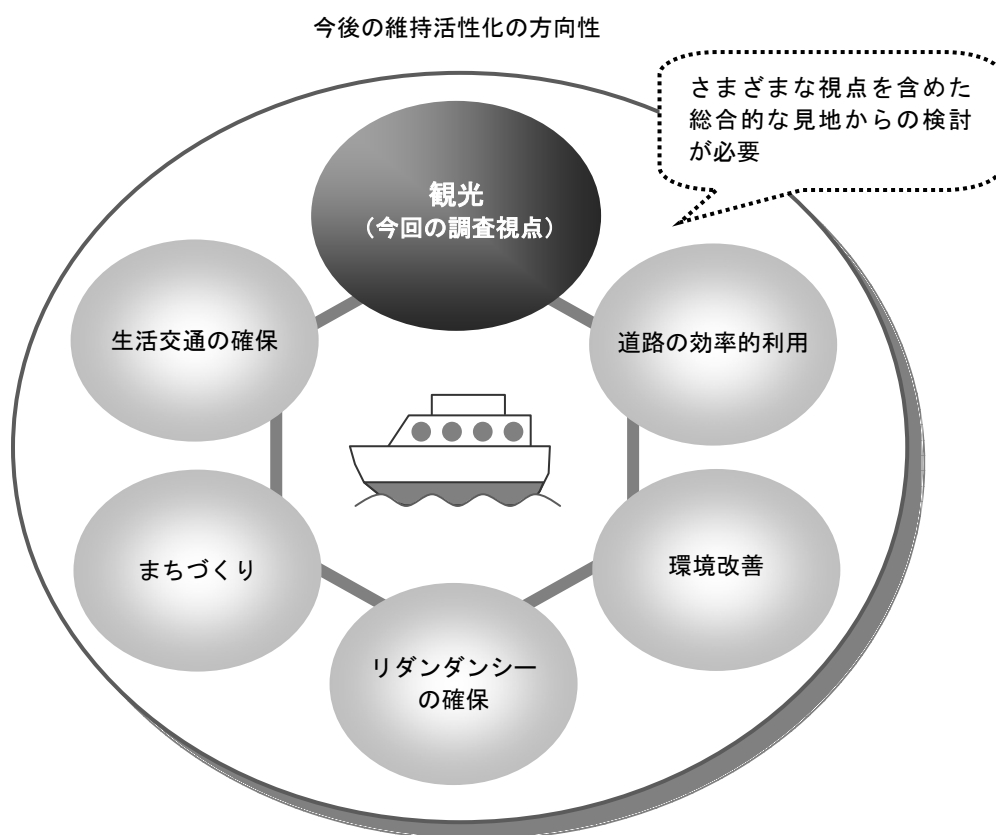 今後の維持活性化の方向性
さまざまな視点を含めた
総合的な見地からの検討
が必要
観光
（今回の調査視点）
生活交通の確保
道路の効率的利用
まちづくり
環境改善
リダンダンシー
の確保